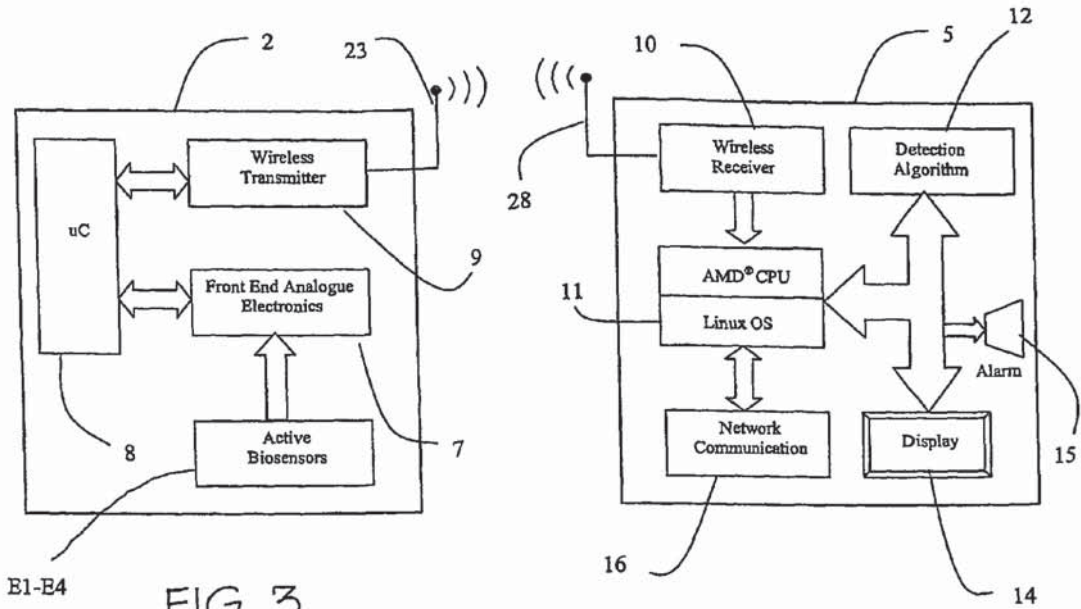 2
23
10
5
12
Wireless
Transmitter
uC
Front End Analogue
Electronics
Active
Biosensors
9
8
7
E1-E4
FIG 3
28
Wireless
Receiver
Detection
Algorithm
AMD® CPU
Linux OS
11
Alarm
15
Network
Communication
Display
16
14